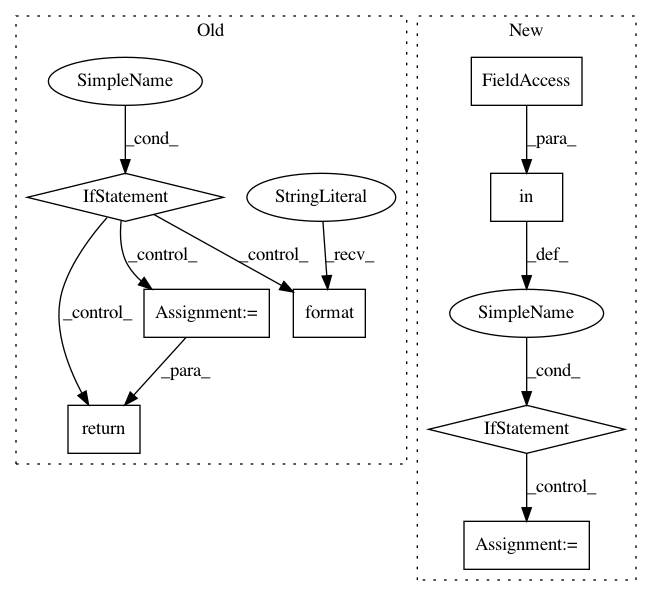 Old
New
SimpleName
FieldAccess
_cond_
_para_
IfStatement
StringLiteral
in
_control_
_control_
_recv_
_def_
_control_
Assignment:=
format
SimpleName
_para_
_cond_
return
IfStatement
_control_
Assignment:=